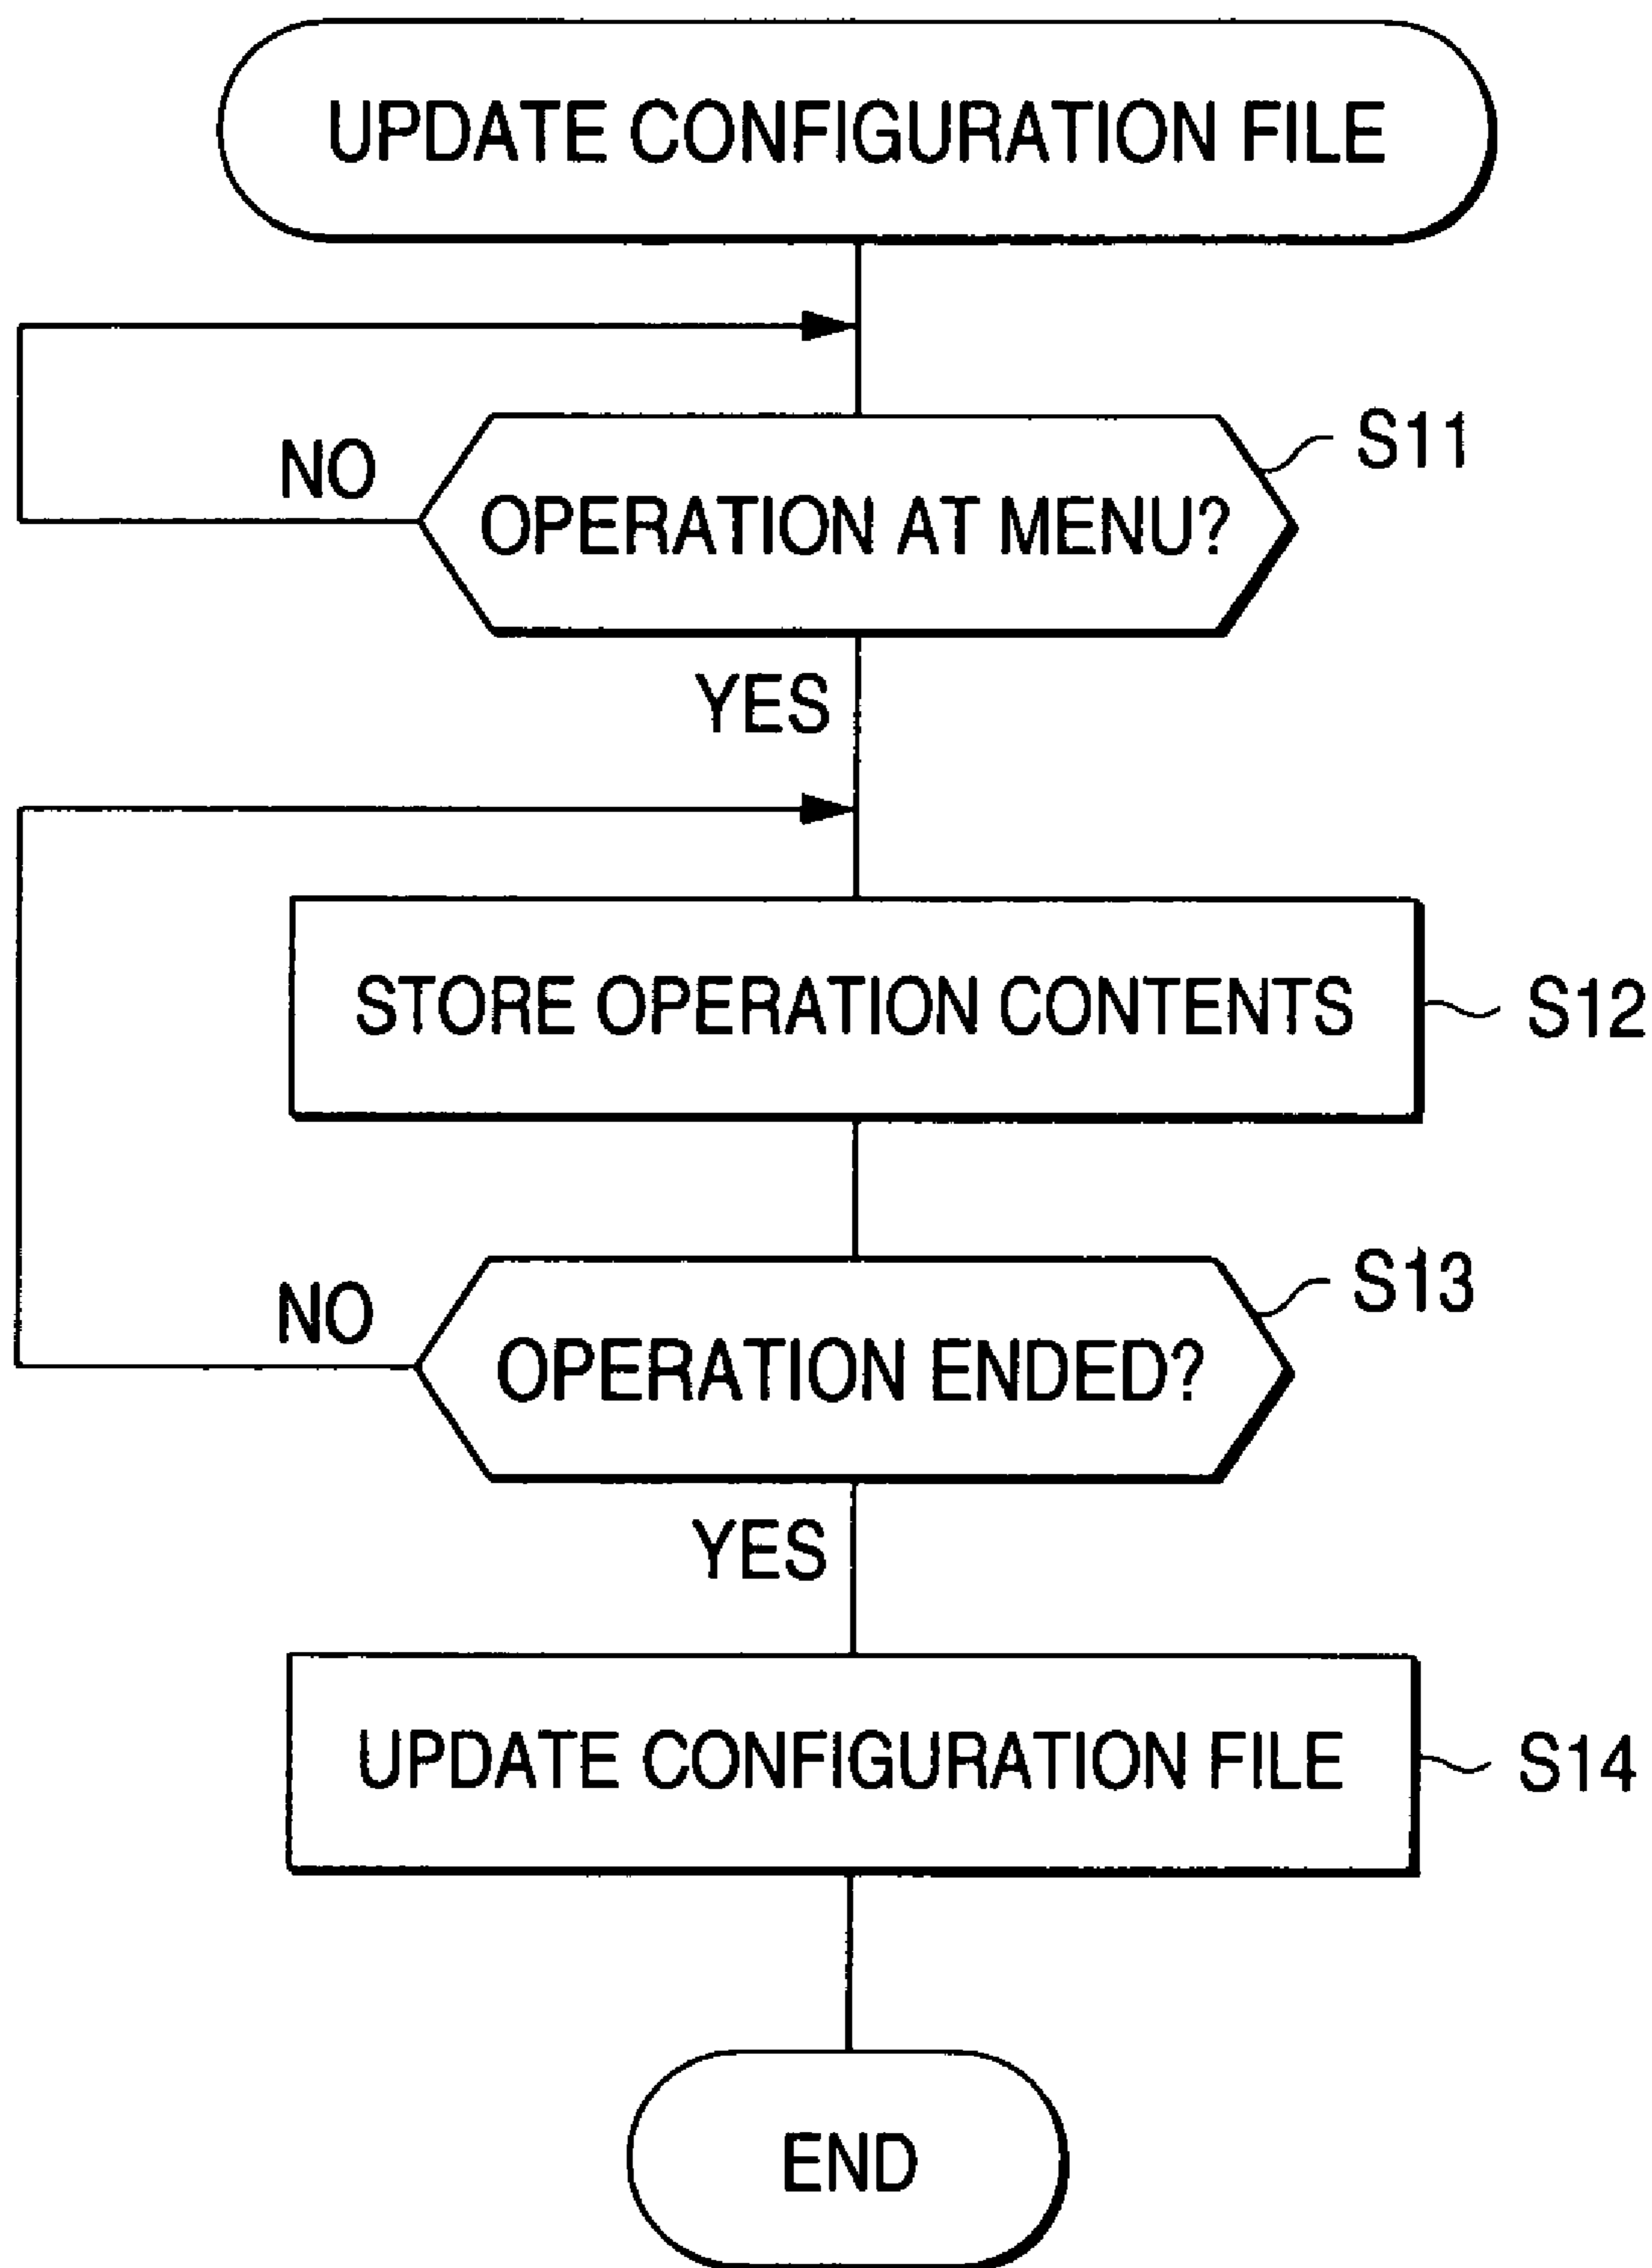 UPDATE CONFIGURATION FILE
S11
NO
OPERATION AT MENU?
YES
STORE OPERATION CONTENTS
S12
S13
NO
OPERATION ENDED?
YES
UPDATE CONFIGURATION FILE
S14
END